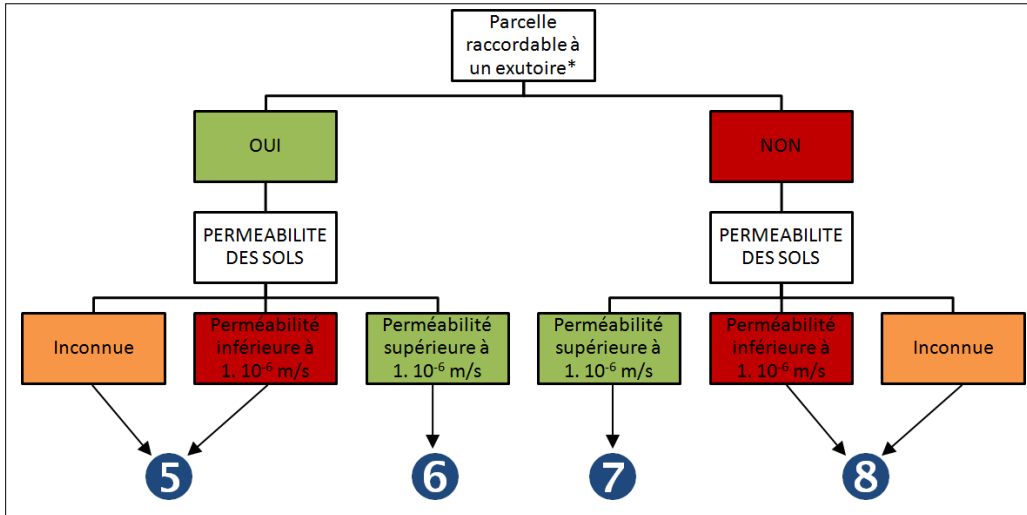 Parcelle
raccordable à
un exutoire*
OUI
NON
PERMEABILITE
DES SOLS
PERMEABILITE
DES SOLS
Inconnue
Perméabilité
inférieure à
1. 10⁻⁶ m/s
Perméabilité
supérieure à
1. 10⁻⁶ m/s
Perméabilité
supérieure à
1. 10⁻⁶ m/s
Perméabilité
inférieure à
1. 10⁻⁶ m/s
Inconnue
5
6
7
8